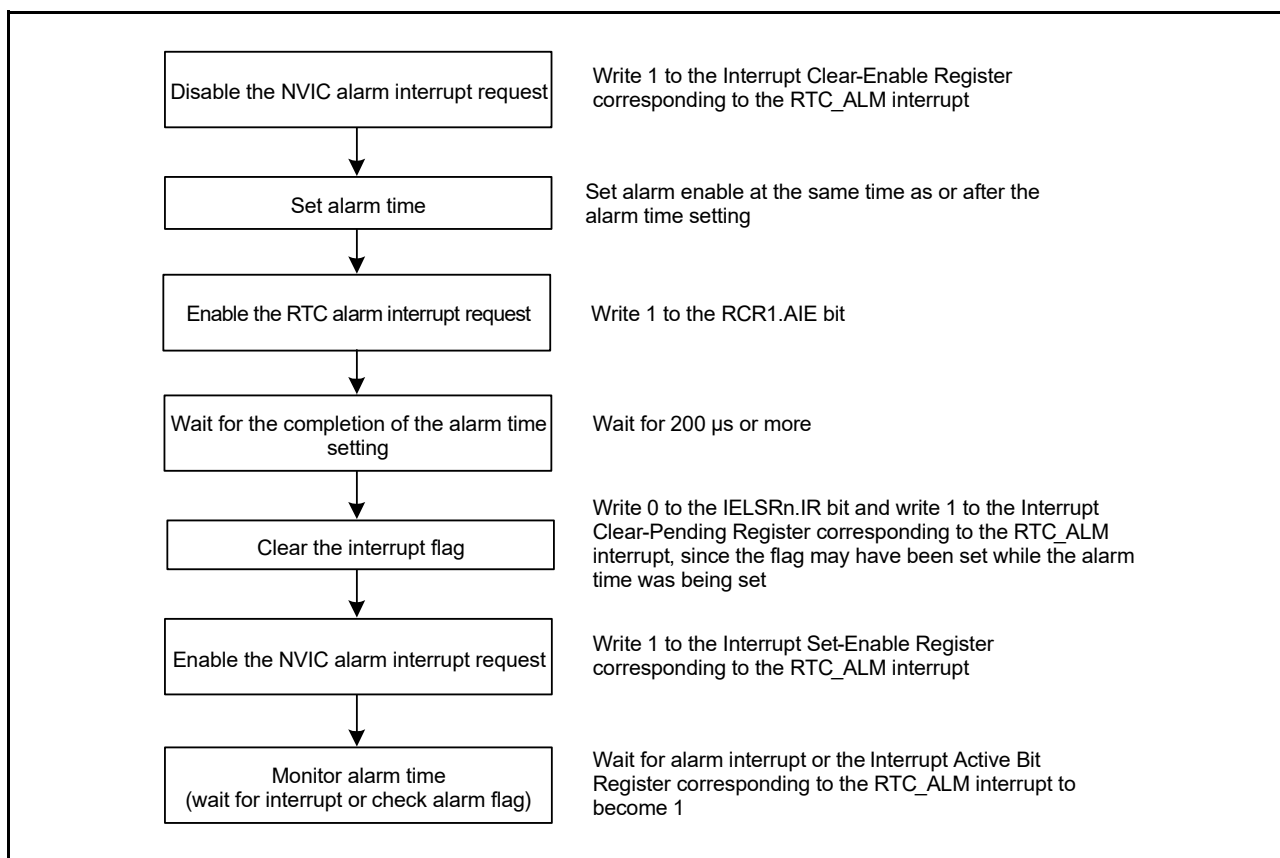 Disable the NVIC alarm interrupt request
Write 1 to the Interrupt Clear-Enable Register
corresponding to the RTC_ALM interrupt
Set alarm time
Set alarm enable at the same time as or after the
alarm time setting
Enable the RTC alarm interrupt request
Write 1 to the RCR1.AIE bit
Wait for the completion of the alarm time
setting
Wait for 200 µs or more
Clear the interrupt flag
Write 0 to the IELSRn.IR bit and write 1 to the Interrupt
Clear-Pending Register corresponding to the RTC_ALM
interrupt, since the flag may have been set while the alarm
time was being set
Enable the NVIC alarm interrupt request
Write 1 to the Interrupt Set-Enable Register
corresponding to the RTC_ALM interrupt
Monitor alarm time
(wait for interrupt or check alarm flag)
Wait for alarm interrupt or the Interrupt Active Bit
Register corresponding to the RTC_ALM interrupt to
become 1